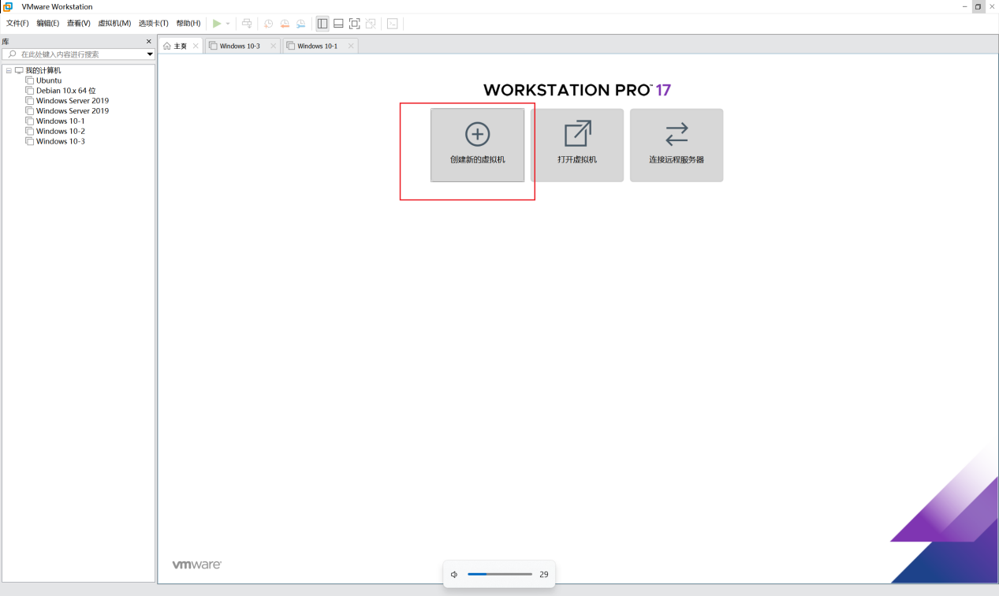 VMware Workstation
文件(F) 编辑(E) 查看(V) 虚拟机(M) 选项卡(T) 帮助(H)
库
在此处键入内容进行搜索
我的计算机
Ubuntu
Debian 10.x 64 位
Windows Server 2019
Windows Server 2019
Windows 10-1
Windows 10-2
Windows 10-3
主页 Windows 10-3 Windows 10-1
WORKSTATION PRO™ 17
创建新的虚拟机 打开虚拟机 连接远程服务器
vmware®
29